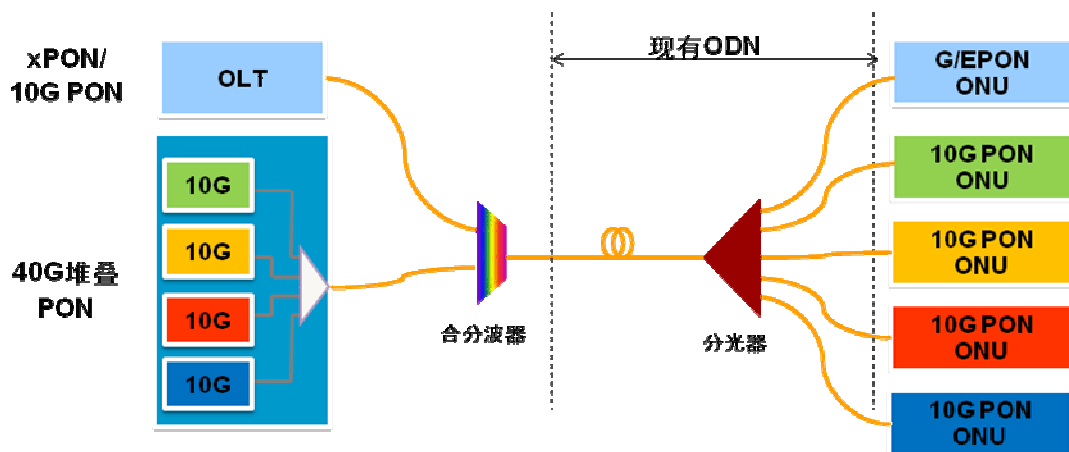 xPON/
10G PON
OLT
现有ODN
G/EPON
ONU
10G
10G
10G
10G
40G堆叠
PON
合分波器
分光器
10G PON
ONU
10G PON
ONU
10G PON
ONU
10G PON
ONU